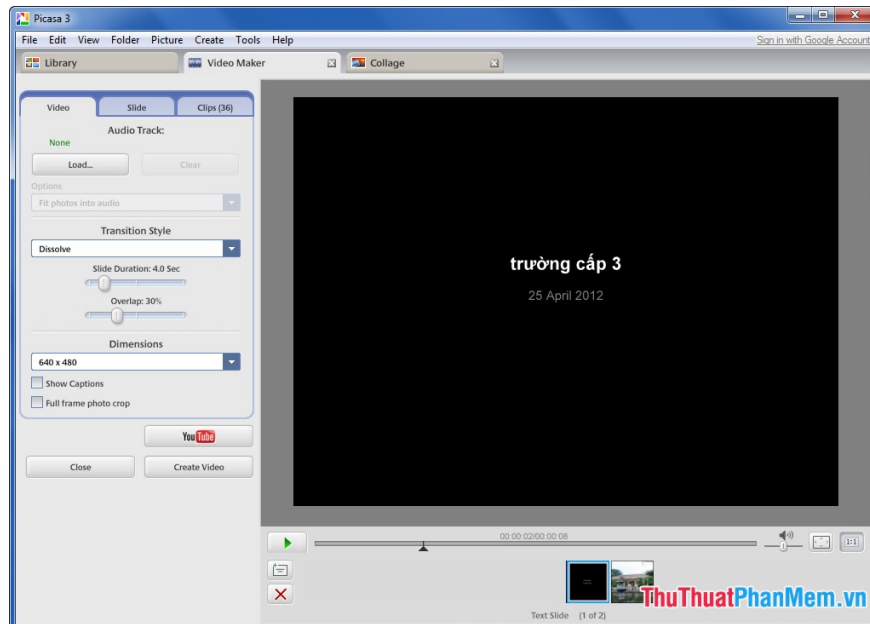 Picasa 3
File Edit View Folder Picture Create Tools Help
Sign in with Google Account
Library
Video Maker
Collage
Video
Slide
Clips (36)
Audio Track:
None
Load...
Clear
Options
Fit photos into audio
Transition Style
Dissolve
Slide Duration: 4.0 Sec
Overlap: 30%
Dimensions
640 x 480
Show Captions
Full frame photo crop
YouTube
Close
Create Video
trường cấp 3
25 April 2012
00:00:02/00:00:08
1:1
ThuThuatPhanMem.vn
Text Slide (1 of 2)